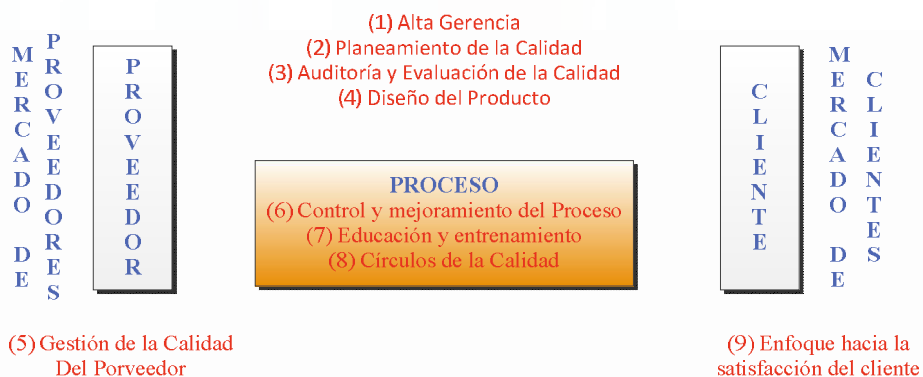 (1) Alta Gerencia
(2) Planeamiento de la Calidad
(3) Auditoría y Evaluación de la Calidad
(4) Diseño del Producto
MERCADO DE
PROVEEDORES
PROVEEDOR
PROCESO
(6) Control y mejoramiento del Proceso
(7) Educación y entrenamiento
(8) Círculos de la Calidad
CLIENTE
MERCADO DE
CLIENTES
(5) Gestión de la Calidad
Del Porveedor
(9) Enfoque hacia la
satisfacción del cliente